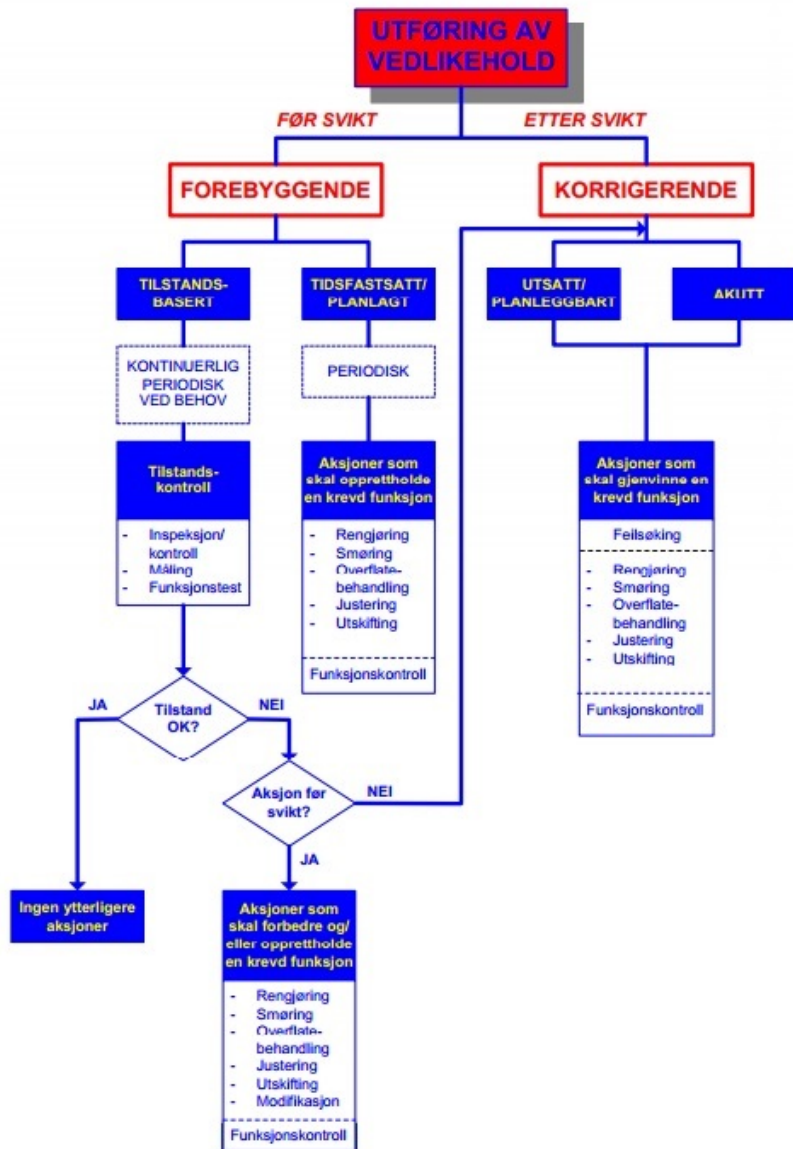 UTFØRING AV
VEDLIKEHOLD
FØR SVIKT
ETTER SVIKT
FOREBYGGENDE
KORRIGERENDE
TILSTANDS-
BASERT
TIDSFASTSATT/
PLANLAGT
UTSATT/
PLANLEGGBART
AKUTT
KONTINUERLIG
PERIODISK
VED BEHOV
PERIODISK
Tilstands-
kontroll
- Inspeksjon/
kontroll
- Måling
- Funksjonstest
Aksjoner som
skal opprettholde
en krevd funksjon
- Rengjøring
- Smøring
- Overflate-
behandling
- Justering
- Utskifting
Funksjonskontroll
Aksjoner som
skal gjenvinne en
krevd funksjon
Feilsøking
- Rengjøring
- Smøring
- Overflate-
behandling
- Justering
- Utskifting
Funksjonskontroll
JA
Tilstand
OK?
NEI
Aksjon før
svikt?
NEI
JA
Ingen ytterligere
aksjoner
Aksjoner som
skal forbedre og/
eller opprettholde
en krevd funksjon
- Rengjøring
- Smøring
- Overflate-
behandling
- Justering
- Utskifting
- Modifikasjon
Funksjonskontroll